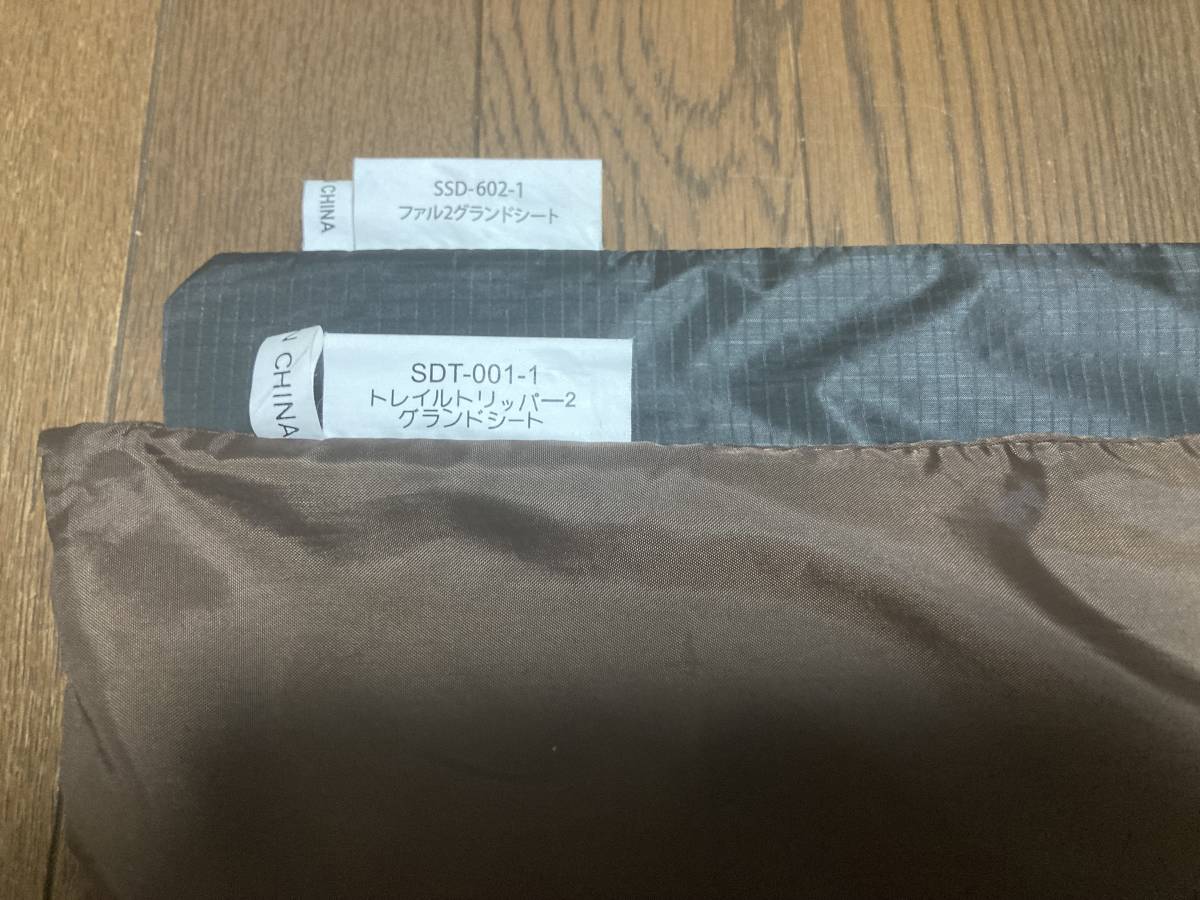 CHINA
SSD-602-1
ファル2グランドシート
N CHINA
SDT-001-1
トレイルトリッパー2
グランドシート